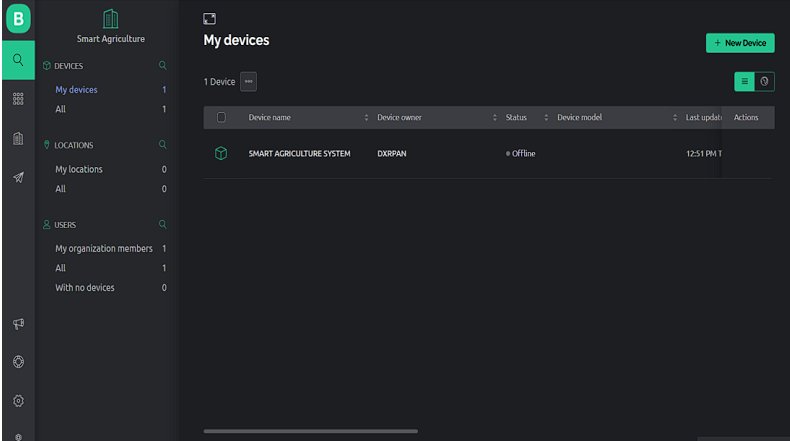 B
Smart Agriculture
DEVICES
My devices 1
All 1
LOCATIONS
My locations 0
All 0
USERS
My organization members 1
All 1
With no devices 0
My devices
+ New Device
1 Device
Device name Device owner Status Device model Last updat Actions
SMART AGRICULTURE SYSTEM DXRPAN Offline 12:51 PM T